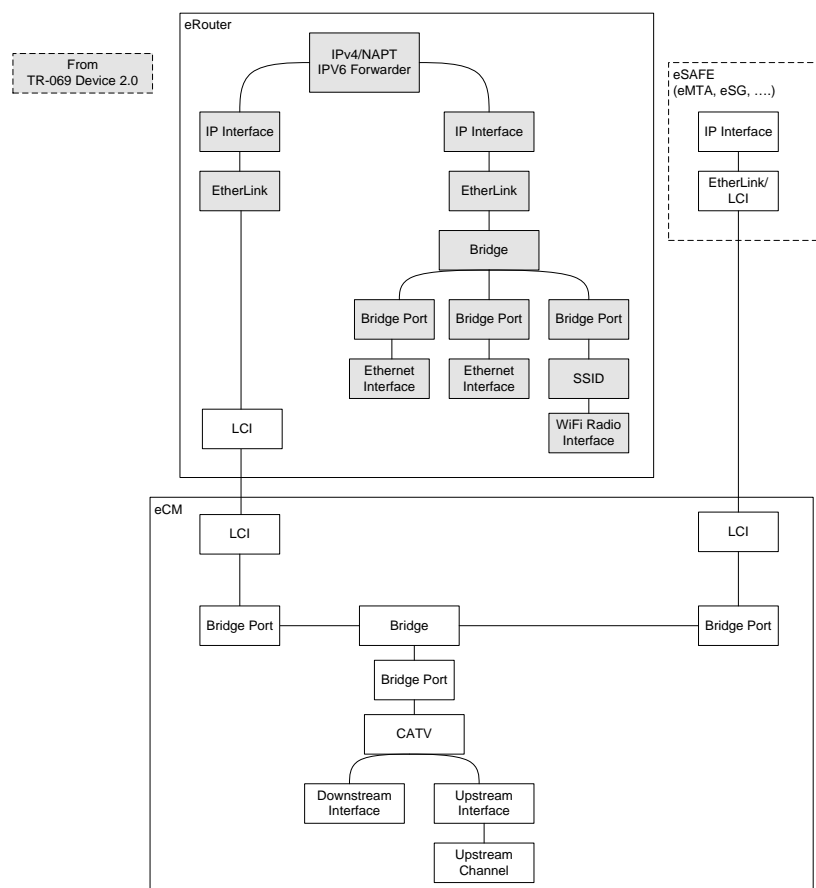 eRouter
IPv4/NAPT
IPV6 Forwarder
From
TR-069 Device 2.0
eSAFE
(eMTA, eSG, ....)
IP Interface
IP Interface
IP Interface
EtherLink
EtherLink
EtherLink/
LCI
Bridge
Bridge Port
Bridge Port
Bridge Port
Ethernet
Interface
Ethernet
Interface
SSID
WiFi Radio
Interface
LCI
eCM
LCI
LCI
Bridge Port
Bridge
Bridge Port
Bridge Port
CATV
Downstream
Interface
Upstream
Interface
Upstream
Channel